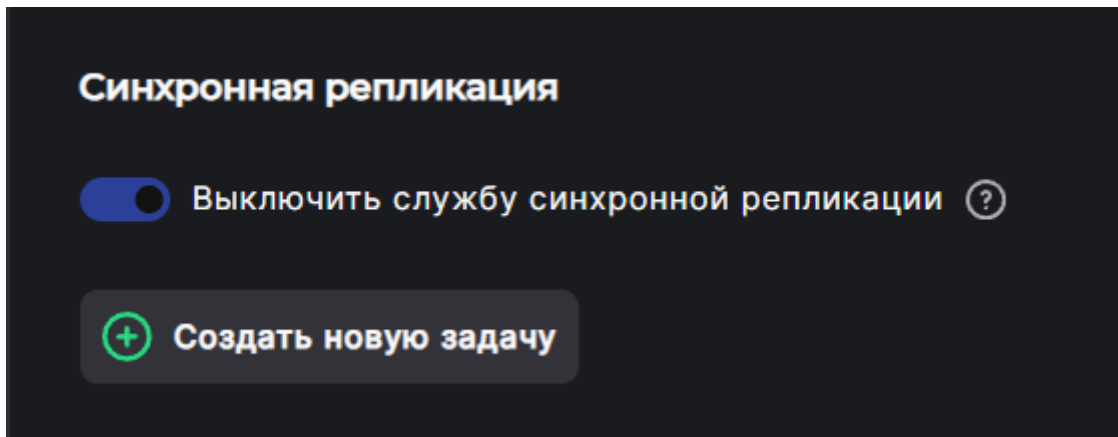 Синхронная репликация
Выключить службу синхронной репликации ?
Создать новую задачу